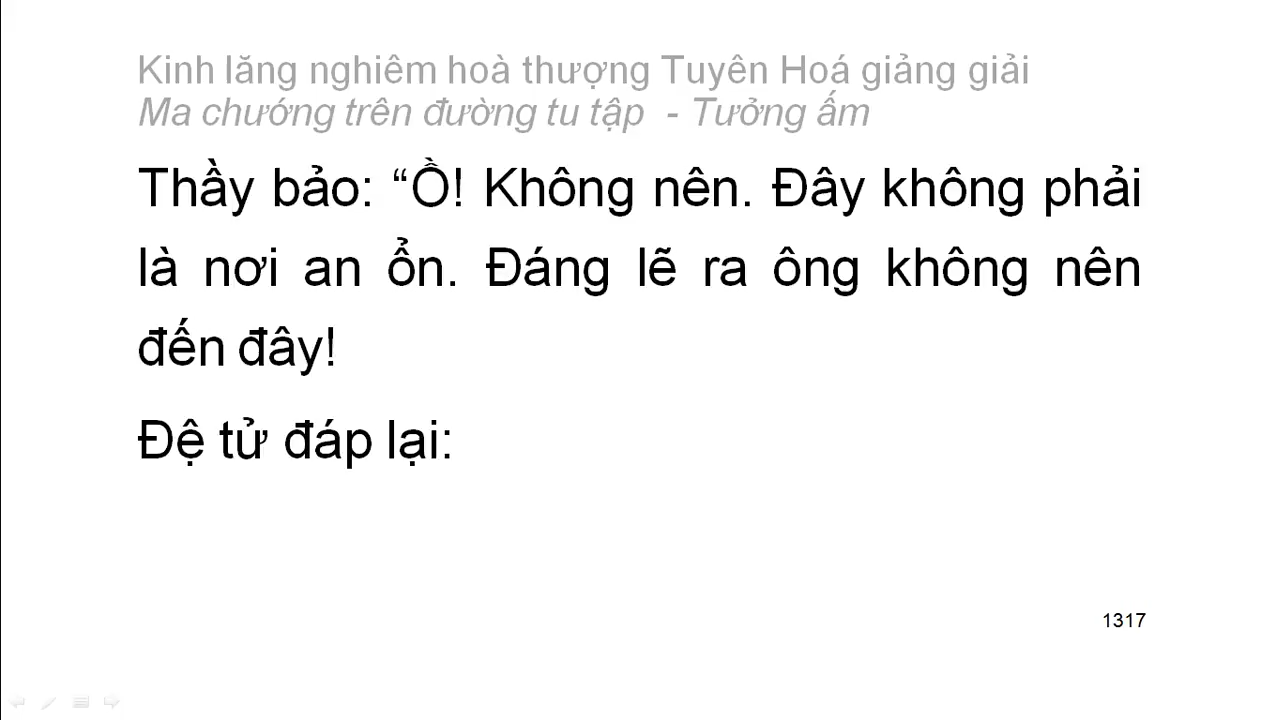 Kinh lăng nghiêm hoà thượng Tuyên Hoá giảng giải
Ma chướng trên đường tu tập - Tưởng ấm
Thầy bảo: “Ồ! Không nên. Đây không phải
là nơi an ổn. Đáng lẽ ra ông không nên
đến đây!
Đệ tử đáp lại:
1317